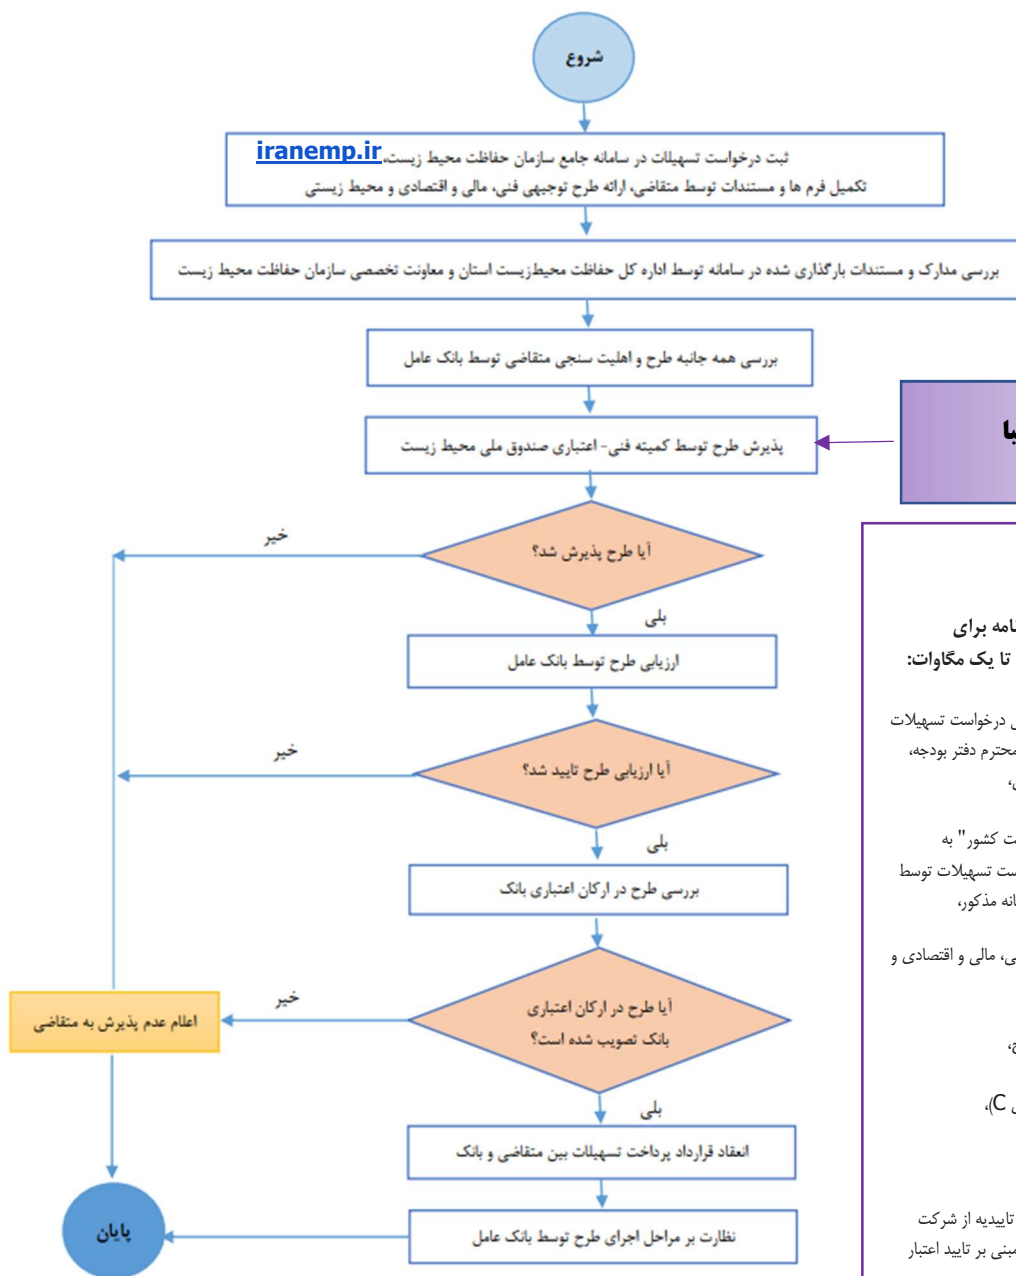 شروع
ثبت درخواست تسهیلات در سامانه جامع سازمان حفاظت محیط زیست، iranemp.ir
تکمیل فرم ها و مستندات توسط متقاضی، ارائه طرح توجیهی فنی، مالی و اقتصادی و محیط زیستی
بررسی مدارک و مستندات بارگذاری شده در سامانه توسط اداره کل حفاظت محیط‌زیست استان و معاونت تخصصی سازمان حفاظت محیط زیست
بررسی همه جانبه طرح و اهلیت سنجی متقاضی توسط بانک عامل
پذیرش طرح توسط کمیته فنی- اعتباری صندوق ملی محیط زیست
آیا طرح پذیرش شد؟
خیر
بلی
ارزیابی طرح توسط بانک عامل
آیا ارزیابی طرح تایید شد؟
خیر
بلی
بررسی طرح در ارکان اعتباری بانک
آیا طرح در ارکان اعتباری
بانک تصویب شده است؟
خیر
اعلام عدم پذیرش به متقاضی
بلی
انعقاد قرارداد پرداخت تسهیلات بین متقاضی و بانک
نظارت بر مراحل اجرای طرح توسط بانک عامل
پایان
برای
تا یک مگاوات:
درخواست تسهیلات
محترم دفتر بودجه،
کشور" به
تسهیلات توسط
مذکور،
مالی و اقتصادی و
C)،
تاییدیه از شرکت
مبنی بر تایید اعتبار